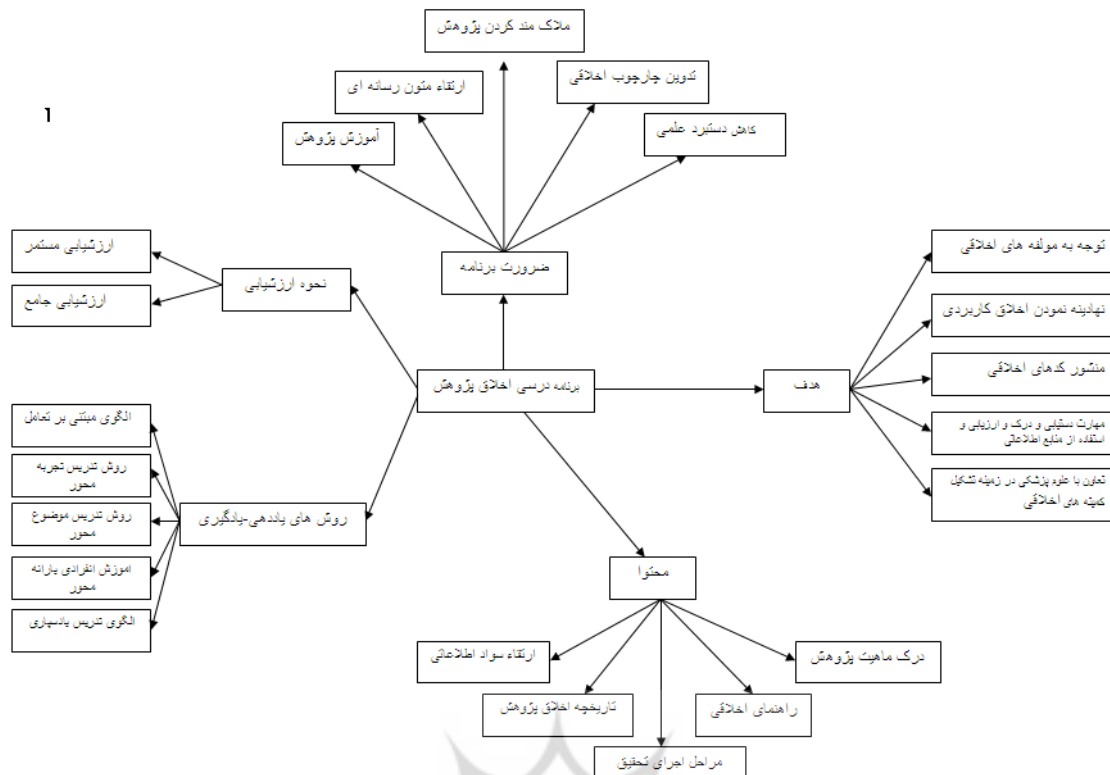 ملاک مند کردن پژوهش
تدوین چارچوب اخلاقی
ارتقاء متون رسانه ای
1
کاهش دستبرد علمی
آموزش پژوهش
توجه به مولفه های اخلاقی
ارزشیابی مستمر
ضرورت برنامه
نحوه ارزشیابی
ارزشیابی جامع
نهادینه نمودن اخلاق کاربردی
منشور کدهای اخلاقی
هدف
برنامه درسی اخلاق پژوهش
الگوی مبتنی بر تعامل
مهارت دستیابی و درک و ارزیابی و
استفاده از منابع اطلاعاتی
روش تدریس تجربه
محور
تعاون با علوم پزشکی در زمینه تشکیل
کمیته های اخلاقی
روش های یاددهی-یادگیری
روش تدریس موضوع
محور
اموزش انفرادی یارانه
محور
محتوا
الگوی تدریس یادسپاری
درک ماهیت پژوهش
ارتقاء سواد اطلاعاتی
راهنمای اخلاقی
تاریخچه اخلاق پژوهش
مراحل اجرای تحقیق